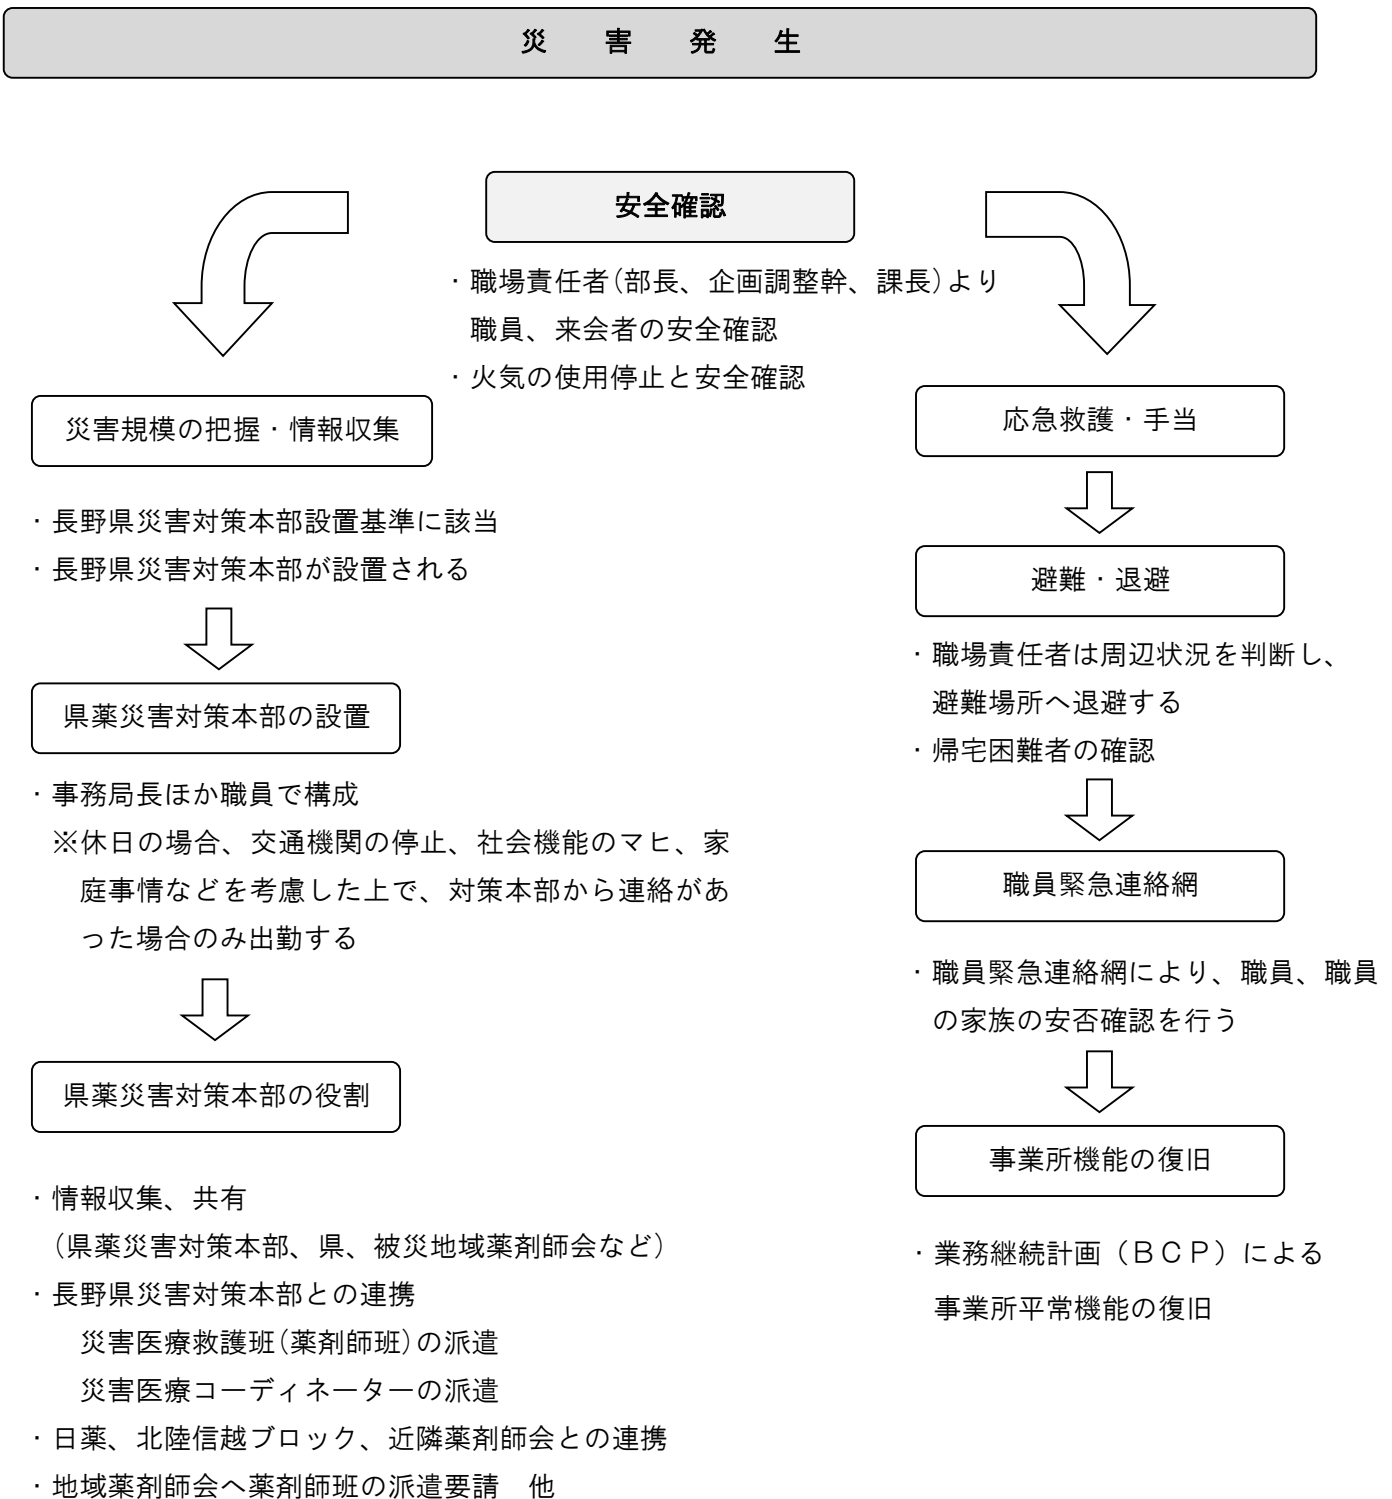 災　害　発　生
安全確認
・職場責任者(部長、企画調整幹、課長)より
職員、来会者の安全確認
・火気の使用停止と安全確認
災害規模の把握・情報収集
・長野県災害対策本部設置基準に該当
・長野県災害対策本部が設置される
県薬災害対策本部の設置
・事務局長ほか職員で構成
※休日の場合、交通機関の停止、社会機能のマヒ、家
庭事情などを考慮した上で、対策本部から連絡があ
った場合のみ出勤する
県薬災害対策本部の役割
・情報収集、共有
（県薬災害対策本部、県、被災地域薬剤師会など）
・長野県災害対策本部との連携
災害医療救護班(薬剤師班)の派遣
災害医療コーディネーターの派遣
・日薬、北陸信越ブロック、近隣薬剤師会との連携
・地域薬剤師会へ薬剤師班の派遣要請　他
応急救護・手当
避難・退避
・職場責任者は周辺状況を判断し、
避難場所へ退避する
・帰宅困難者の確認
職員緊急連絡網
・職員緊急連絡網により、職員、職員
の家族の安否確認を行う
事業所機能の復旧
・業務継続計画（ＢＣＰ）による
事業所平常機能の復旧